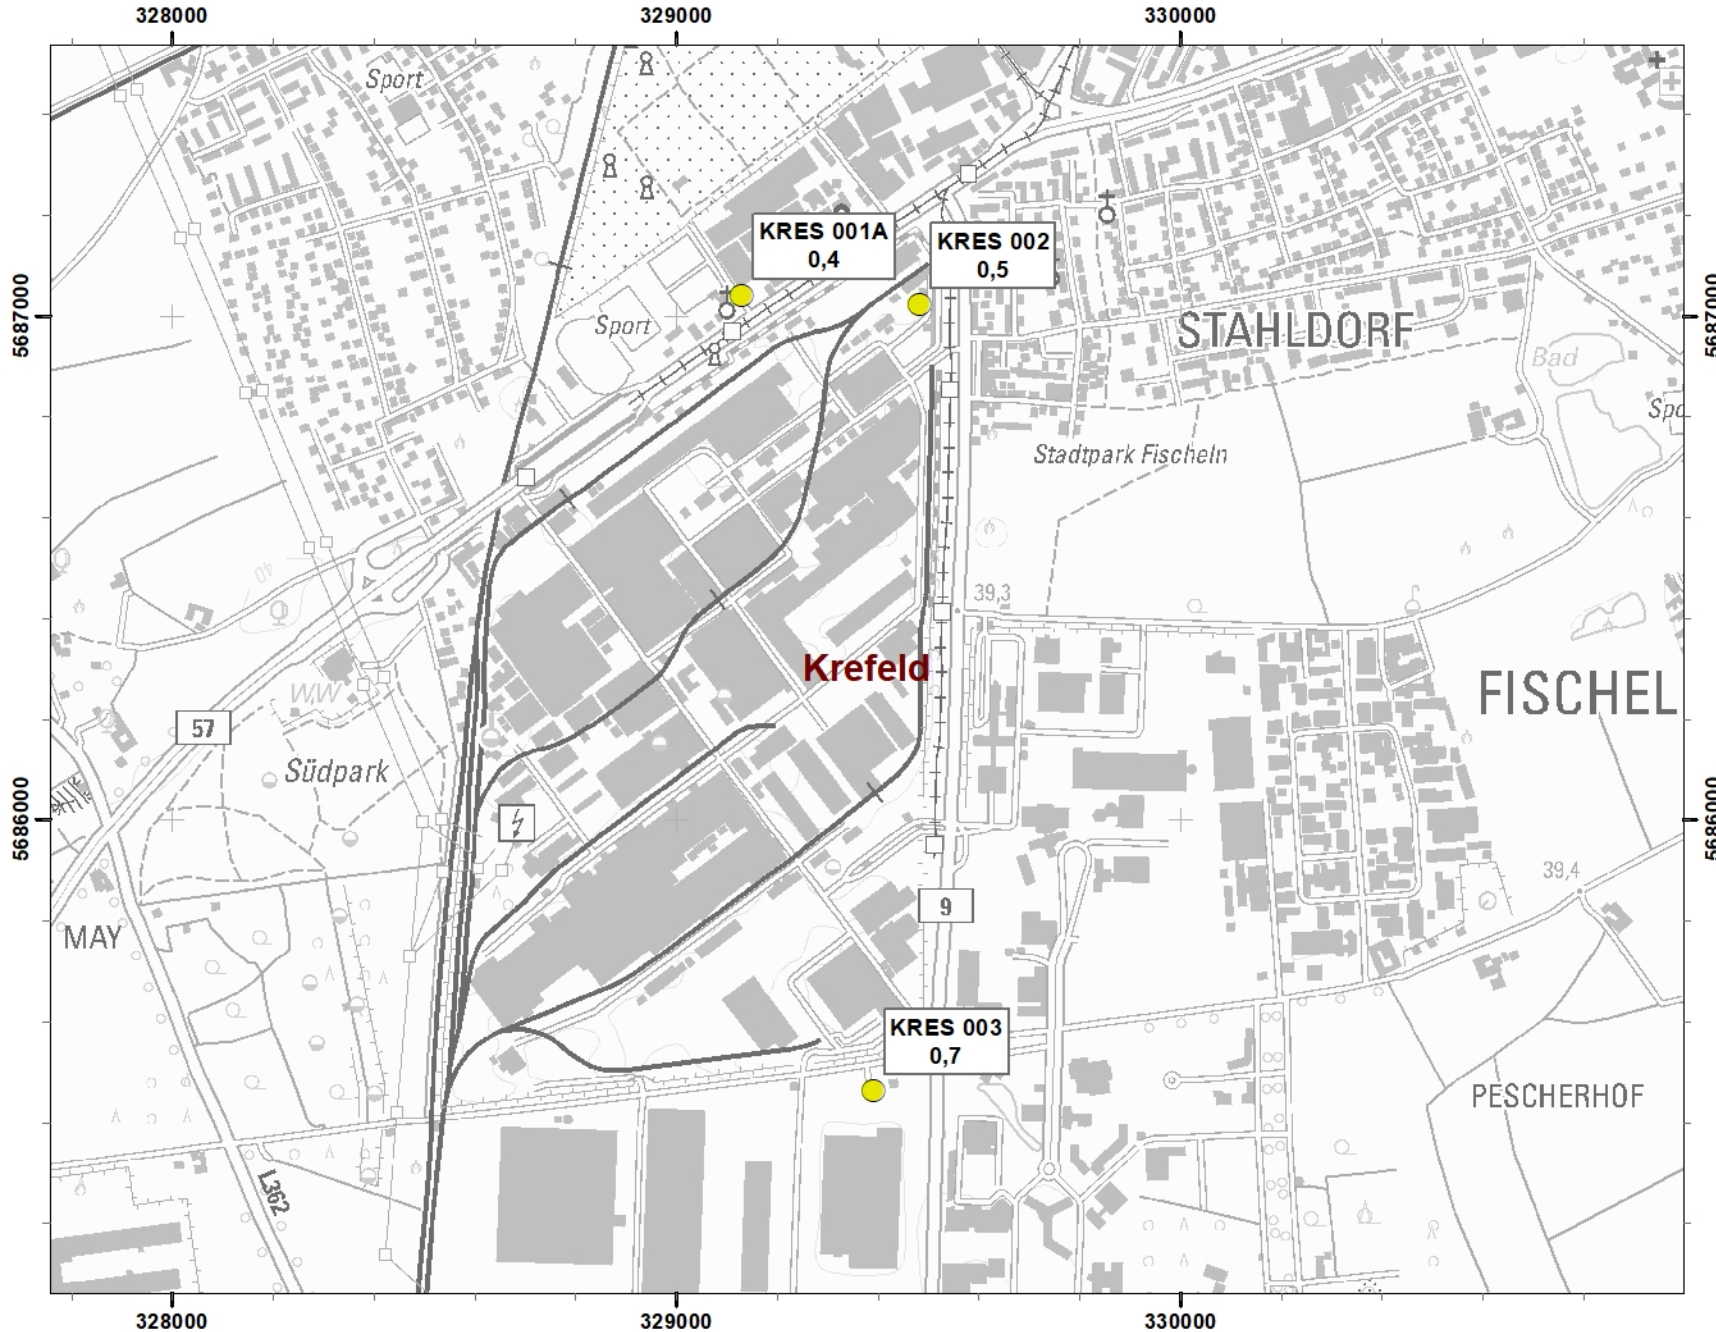 328000
329000
330000
Sport
KRES 001A
0,4
KRES 002
0,5
5687000
5687000
Sport
STAHLDORF
Bad
Spo
Stadtpark Fischeln
40
39,3
Krefeld
WW
FISCHEL
57
Südpark
5686000
5686000
39,4
9
MAY
KRES 003
0,7
PESCHERHOF
L362
328000
329000
330000